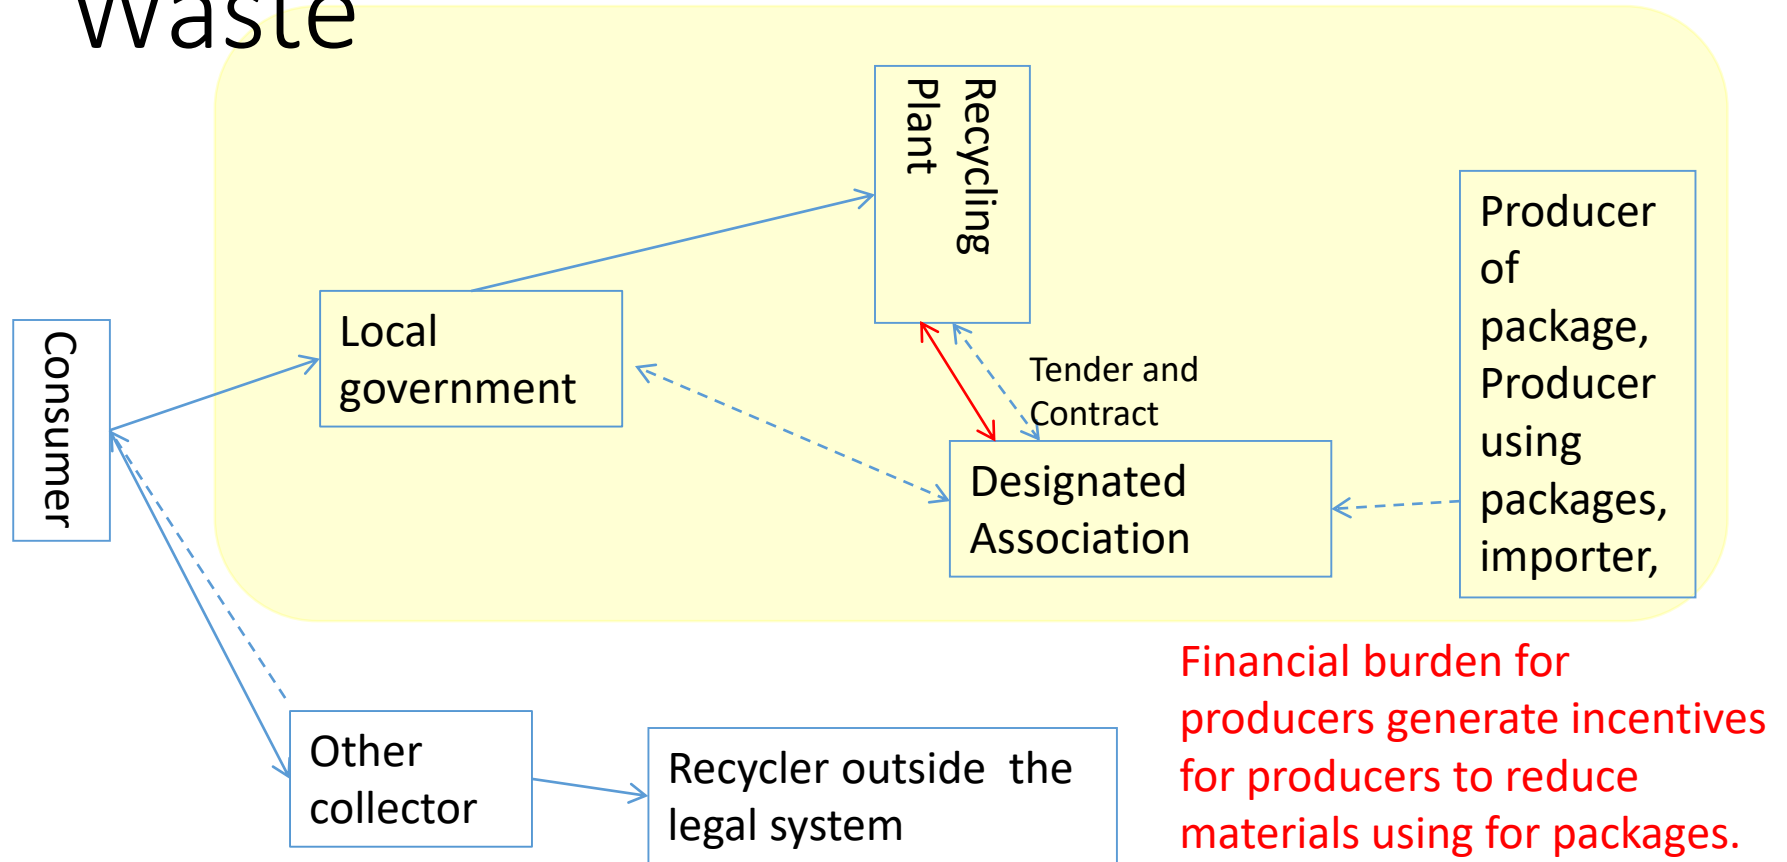 Waste
Recycling
Plant
Producer
of
package,
Producer
using
packages,
importer,
Local
government
Consumer
Tender and
Contract
Designated
Association
Other
collector
Recycler outside  the
legal system
Financial burden for
producers generate incentives
for producers to reduce
materials using for packages.